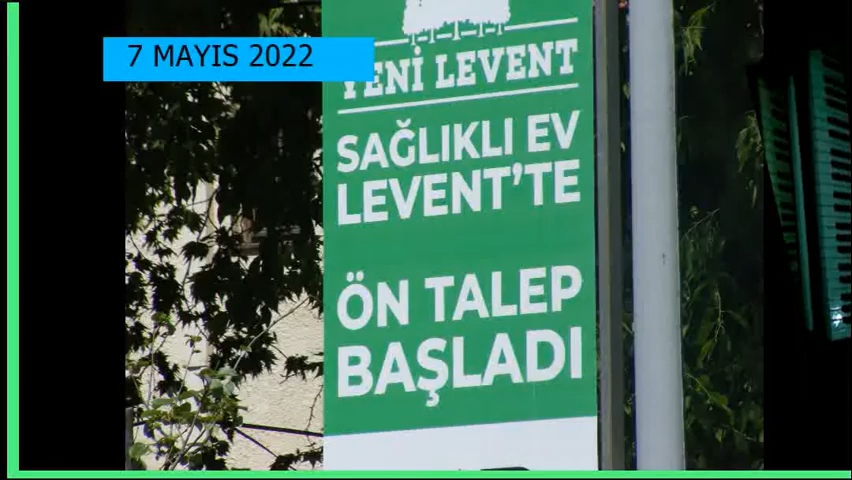 7 MAYIS 2022
YENİ LEVENT
SAĞLIKLI EV
LEVENT'TE
ÖN TALEP
BAŞLADI